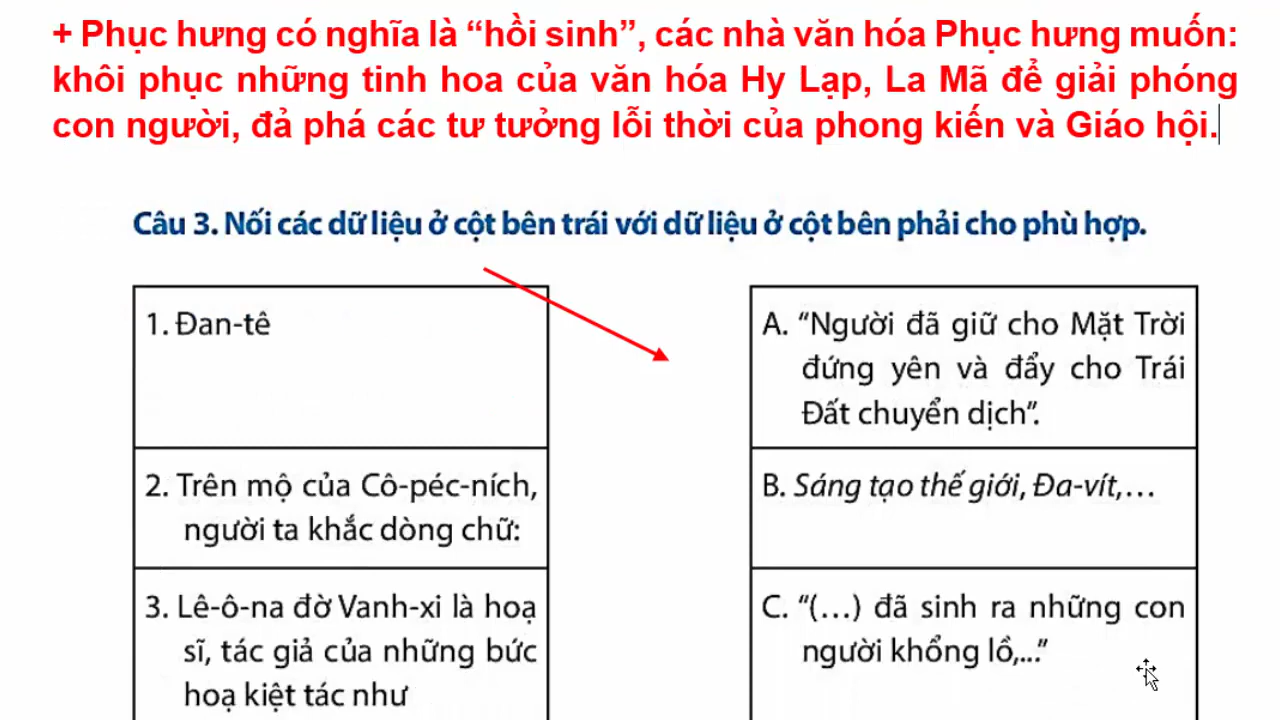 + Phục hưng có nghĩa là “hồi sinh”, các nhà văn hóa Phục hưng muốn:
khôi phục những tinh hoa của văn hóa Hy Lạp, La Mã để giải phóng
con người, đả phá các tư tưởng lỗi thời của phong kiến và Giáo hội.
Câu 3. Nối các dữ liệu ở cột bên trái với dữ liệu ở cột bên phải cho phù hợp.
1. Đan-tê
2. Trên mộ của Cô-péc-ních,
người ta khắc dòng chữ:
3. Lê-ô-na đờ Vanh-xi là hoạ
sĩ, tác giả của những bức
hoạ kiệt tác như
A. “Người đã giữ cho Mặt Trời
đứng yên và đẩy cho Trái
Đất chuyển dịch”.
B. Sáng tạo thế giới, Đa-vít,…
C. “(…) đã sinh ra những con
người khổng lồ,...”